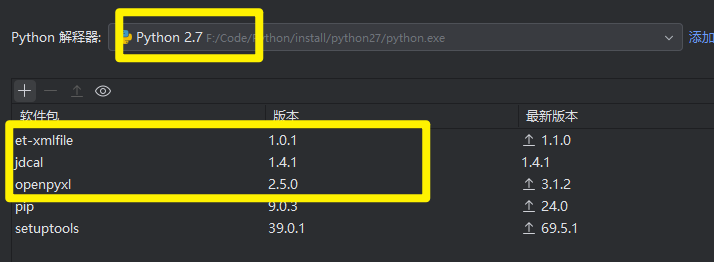 Python 解释器: Python 2.7 F:/Code/Python/install/python27/python.exe 添加
软件包 版本 最新版本
et-xmlfile 1.0.1 1.1.0
jdcal 1.4.1 1.4.1
openpyxl 2.5.0 3.1.2
pip 9.0.3 24.0
setuptools 39.0.1 69.5.1